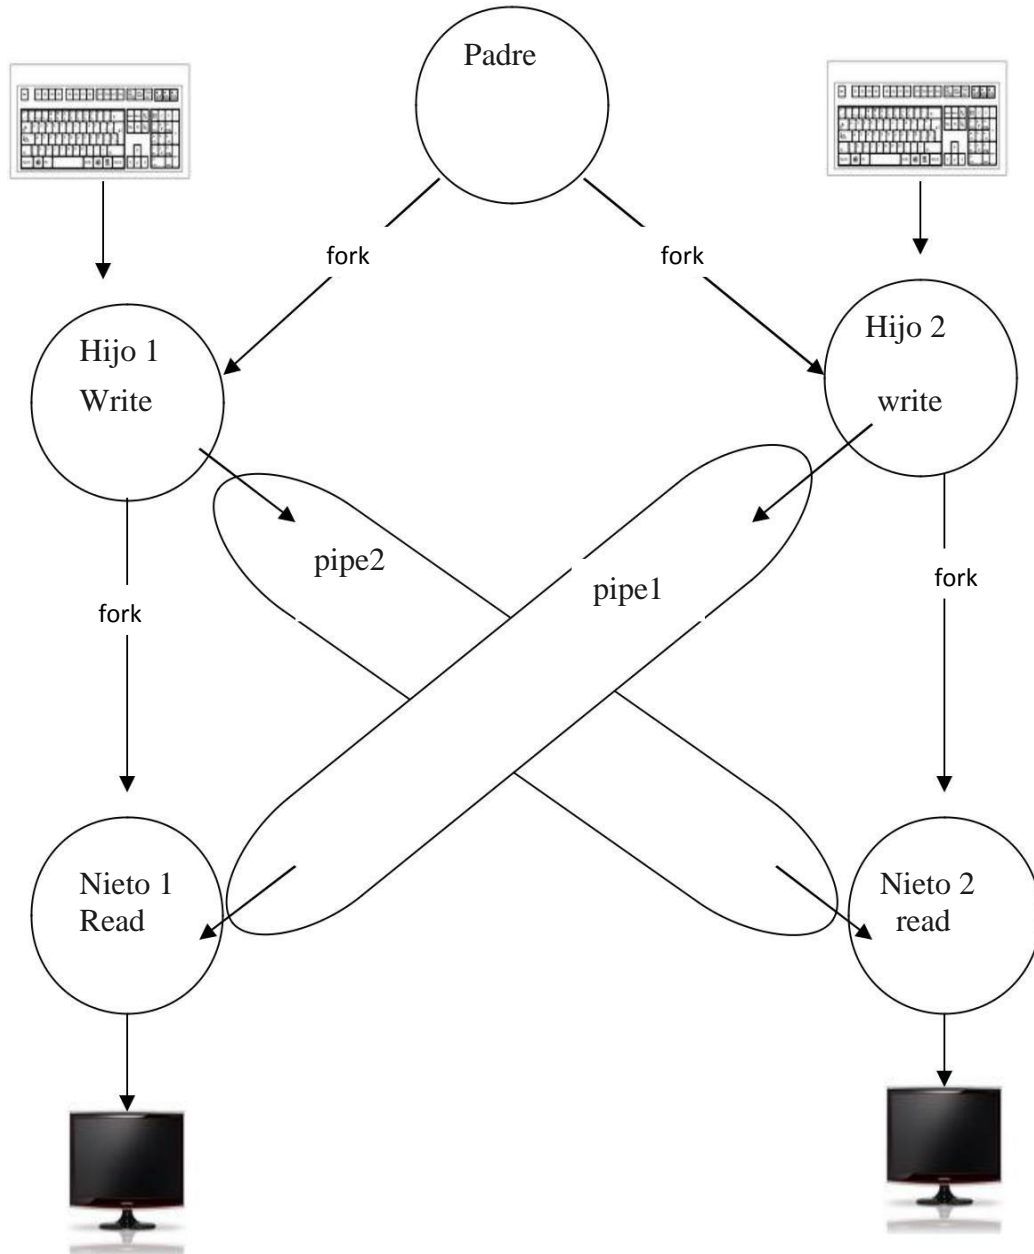 Padre
fork
fork
Hijo 1
Write
Hijo 2
write
pipe2
pipe1
fork
fork
Nieto 1
Read
Nieto 2
read